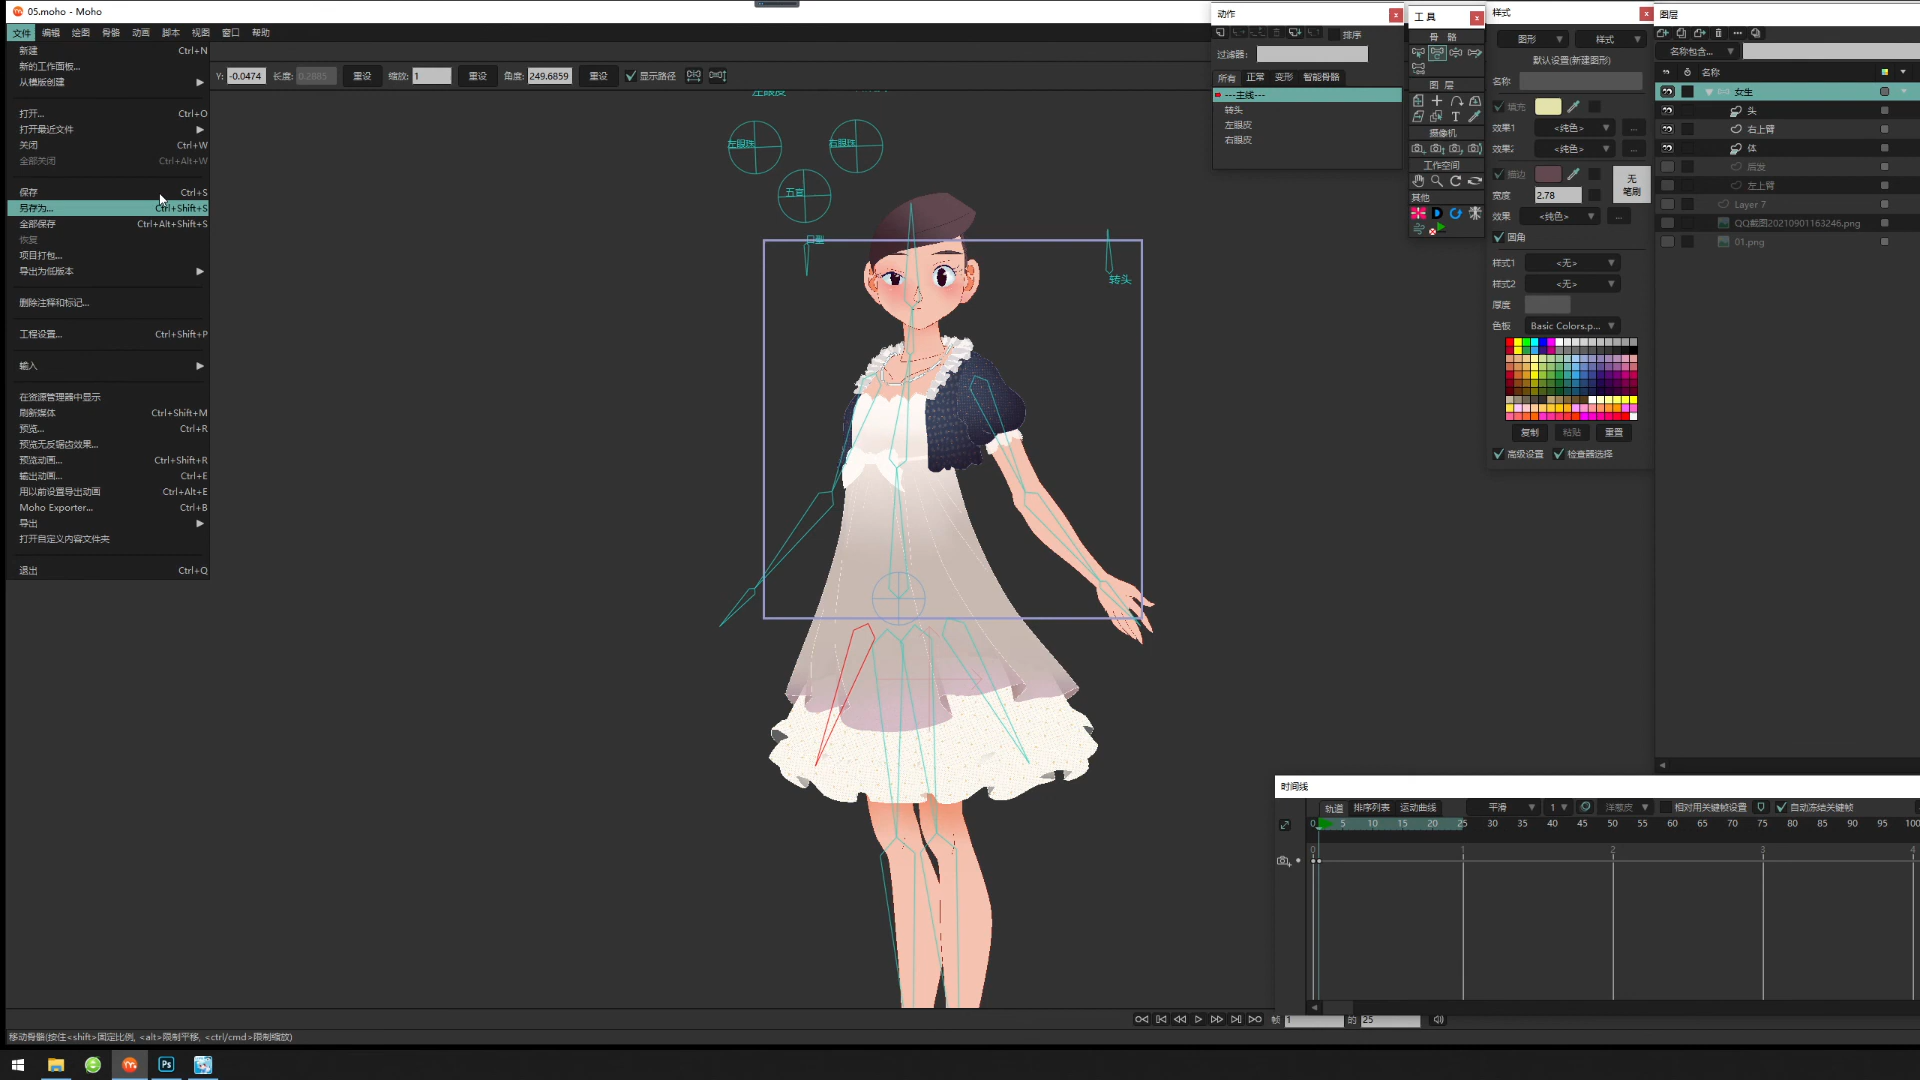 05.moho - Moho
文件 编辑 绘图 骨骼 动画 脚本 视图 窗口 帮助
新建 Ctrl+N
新的工作面板...
从模版创建
打开... Ctrl+O
打开最近文件
关闭 Ctrl+W
全部关闭 Ctrl+Alt+W
保存 Ctrl+S
另存为... Ctrl+Shift+S
全部保存 Ctrl+Alt+Shift+S
恢复
项目打包...
导出为低版本
删除注释和标记...
工程设置... Ctrl+Shift+P
输入
在资源管理器中显示
刷新媒体 Ctrl+Shift+M
预览... Ctrl+R
预览无反锯齿效果...
预览动画... Ctrl+Shift+R
输出动画... Ctrl+E
用以前设置导出动画 Ctrl+Alt+E
Moho Exporter... Ctrl+B
导出
打开自定义内容文件夹
退出 Ctrl+Q
Y: -0.0474 长度: 0.2885 重设 缩放: 1 重设 角度: 249.6859 重设 显示路径
左眼皮
左眼珠
右眼珠
五官
口型
转头
动作
排序
过滤器:
所有 正常 变形 智能骨骼
---主线---
转头
左眼皮
右眼皮
工具
骨 骼
图 层
摄像机
工作空间
其他
样式
图形 样式
默认设置(新建图形)
名称
填充
效果1 <纯色> ...
效果2 <纯色> ...
描边
无笔刷
宽度 2.78
效果 <纯色> ...
圆角
样式1 <无>
样式2 <无>
厚度
色板 Basic Colors.p...
复制 粘贴 重置
高级设置 检查器选择
图层
名称包含...
名称
女生
头
右上臂
体
后发
左上臂
Layer 7
QQ截图20210901163246.png
01.png
时间线
轨道 排序列表 运动曲线 平滑 1 洋葱皮 相对用关键帧设置 自动冻结关键帧
0 5 10 15 20 25 30 35 40 45 50 55 60 65 70 75 80 85 90 95 100
0 1 2 3 4
帧 1 的 25
移动骨骼(按住<shift>固定比例, <alt>限制平移, <ctrl/cmd>限制缩放)
Ps